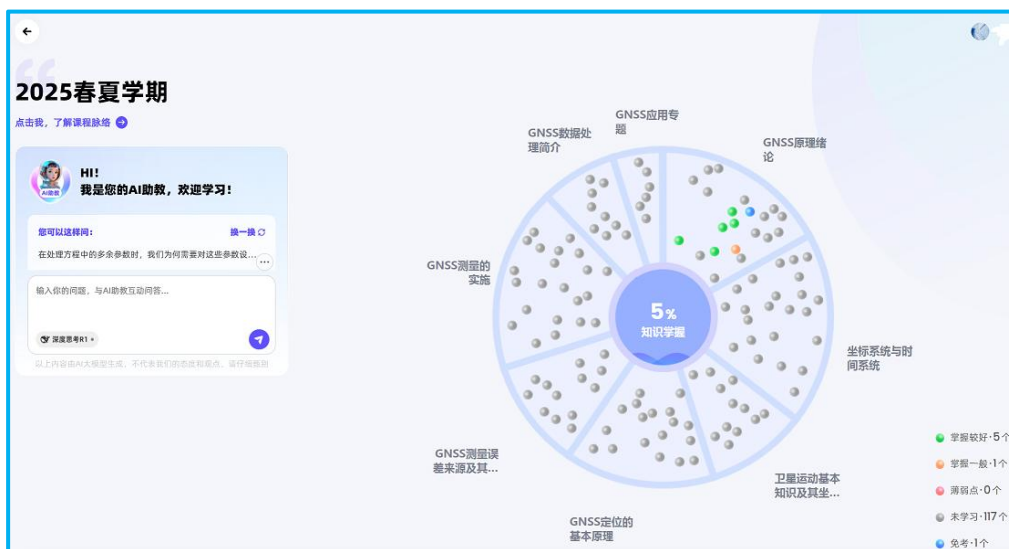 2025春夏学期
点击我，了解课程脉络
AI助教
HI！
我是您的AI助教，欢迎学习！
您可以这样问：
换一换
在处理方程中的多余参数时，我们为何需要对这些参数设...
输入你的问题，与AI助教互动问答...
深度思考R1
以上内容由AI大模型生成，不代表我们的态度和观点，请仔细甄别
GNSS应用专
题
GNSS数据处
理简介
GNSS原理绪
论
GNSS测量的
实施
5%
知识掌握
坐标系统与时
间系统
GNSS测量误
差来源及其...
卫星运动基本
知识及其坐...
GNSS定位的
基本原理
掌握较好·5个
掌握一般·1个
薄弱点·0个
未学习·117个
免考·1个